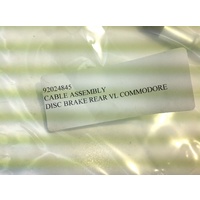 92024845
CABLE ASSEMBLY
DISC BRAKE REAR VL COMMODORE